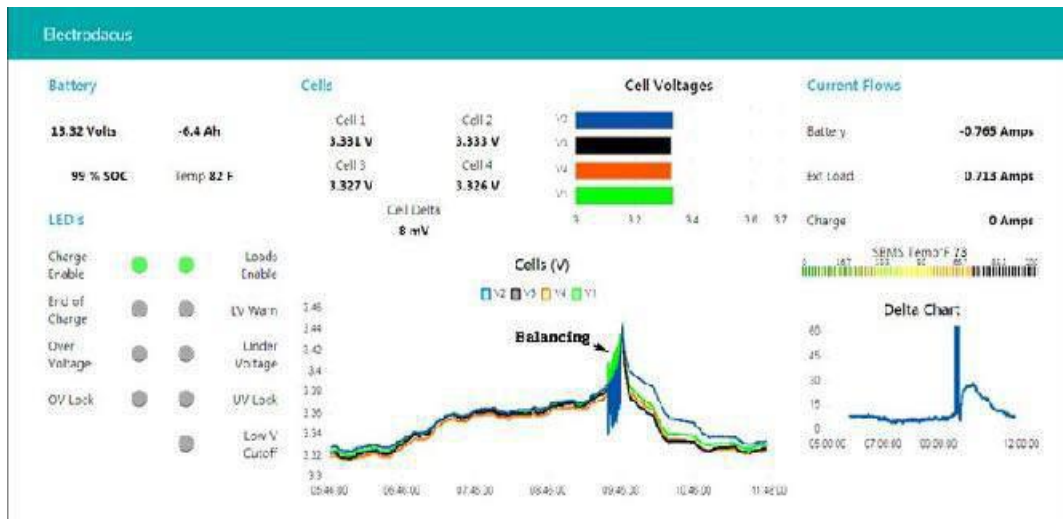 Electrodacus
Battery
13.32 Volts -6.4 Ah
99 % SOC Temp 82 F
LED's
Charge Enable Loads Enable
End of Charge LV Warn
Over Voltage Under Voltage
OV Lock UV Lock
Low V Cutoff
Cells
Cell 1 Cell 2
3.331 V 3.333 V
Cell 3 Cell 4
3.327 V 3.326 V
Cell Delta
8 mV
Cell Voltages
V2
V3
V4
V1
3 3.2 3.4 3.6 3.7
Current Flows
Battery -0.765 Amps
Ext Load 0.713 Amps
Charge 0 Amps
SBMS Temp°F 73
Cells (V)
V2 V3 V4 V1
Balancing
3.46
3.44
3.42
3.4
3.38
3.36
3.34
3.32
3.3
05:46:00 06:46:00 07:46:00 08:46:00 09:46:00 10:46:00 11:46:00
Delta Chart
60
45
30
15
0
05:00:00 07:00:00 12:00:00